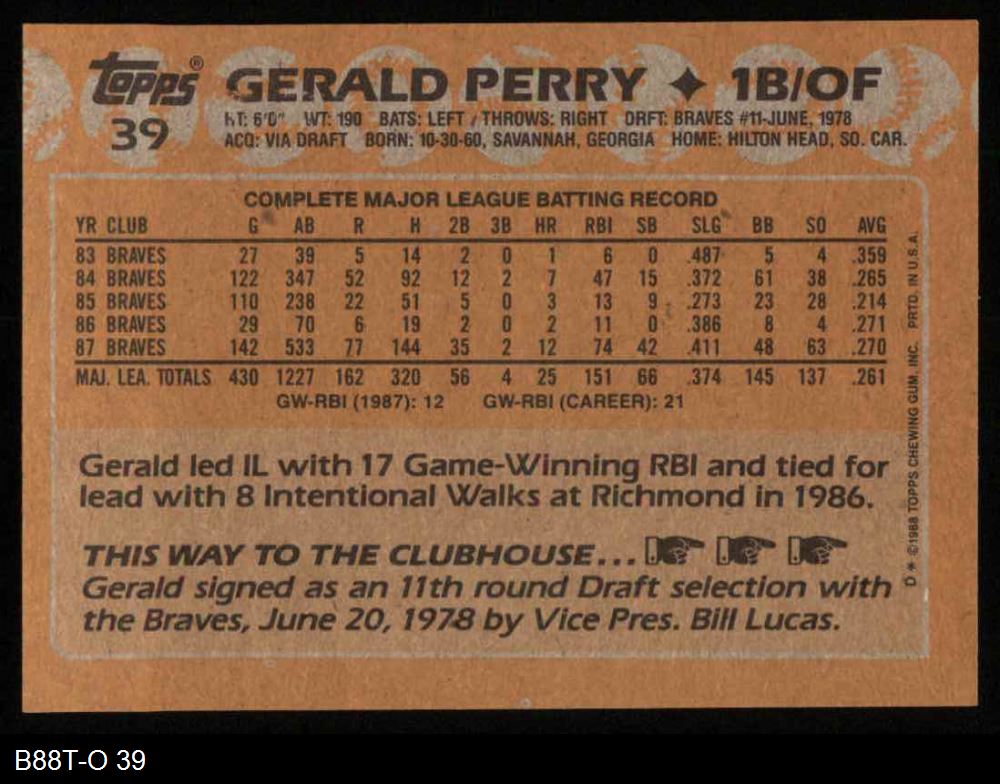 Topps® GERALD PERRY ✦ 1B/OF
39 HT: 6'0" WT: 190 BATS: LEFT / THROWS: RIGHT DRFT: BRAVES #11-JUNE, 1978
ACQ: VIA DRAFT BORN: 10-30-60, SAVANNAH, GEORGIA HOME: HILTON HEAD, SO. CAR.
COMPLETE MAJOR LEAGUE BATTING RECORD
YR CLUB G AB R H 2B 3B HR RBI SB SLG BB SO AVG
83 BRAVES 27 39 5 14 2 0 1 6 0 .487 5 4 .359
84 BRAVES 122 347 52 92 12 2 7 47 15 .372 61 38 .265
85 BRAVES 110 238 22 51 5 0 3 13 9 .273 23 28 .214
86 BRAVES 29 70 6 19 2 0 2 11 0 .386 8 4 .271
87 BRAVES 142 533 77 144 35 2 12 74 42 .411 48 63 .270
MAJ. LEA. TOTALS 430 1227 162 320 56 4 25 151 66 .374 145 137 .261
GW-RBI (1987): 12 GW-RBI (CAREER): 21
Gerald led IL with 17 Game-Winning RBI and tied for
lead with 8 Intentional Walks at Richmond in 1986.
THIS WAY TO THE CLUBHOUSE...
Gerald signed as an 11th round Draft selection with
the Braves, June 20, 1978 by Vice Pres. Bill Lucas.
D* ©1988 TOPPS CHEWING GUM, INC. PRTD. IN U.S.A.
B88T-O 39